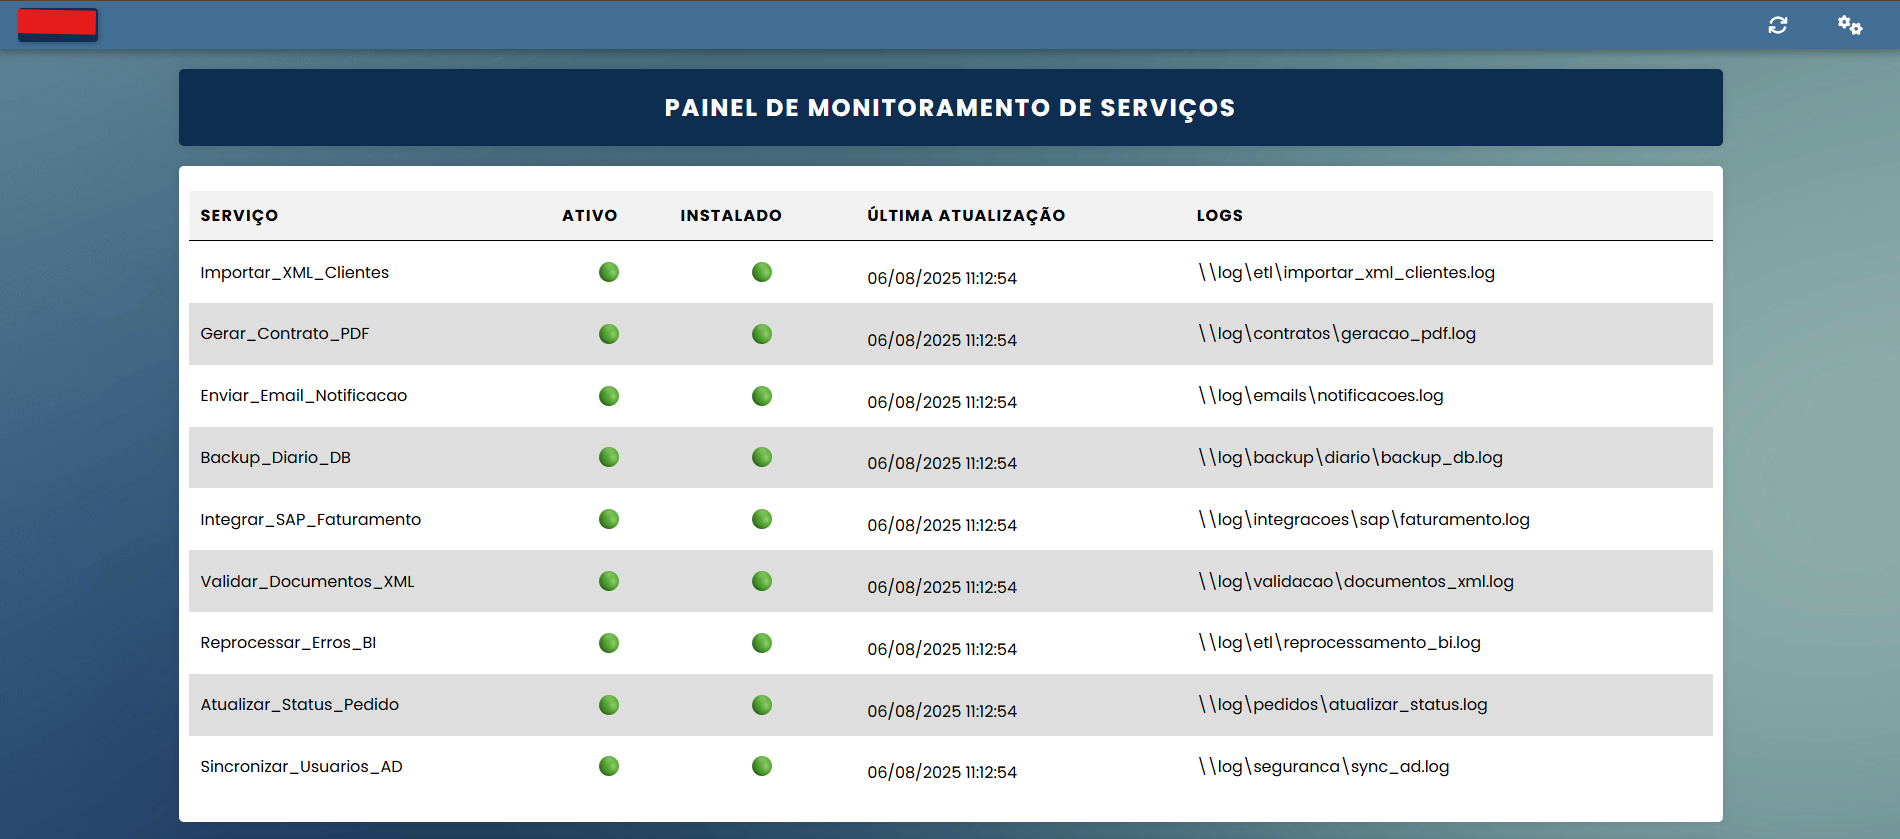 PAINEL DE MONITORAMENTO DE SERVIÇOS
SERVIÇO ATIVO INSTALADO ÚLTIMA ATUALIZAÇÃO LOGS
Importar_XML_Clientes 06/08/2025 11:12:54 \\log\etl\importar_xml_clientes.log
Gerar_Contrato_PDF 06/08/2025 11:12:54 \\log\contratos\geracao_pdf.log
Enviar_Email_Notificacao 06/08/2025 11:12:54 \\log\emails\notificacoes.log
Backup_Diario_DB 06/08/2025 11:12:54 \\log\backup\diario\backup_db.log
Integrar_SAP_Faturamento 06/08/2025 11:12:54 \\log\integracoes\sap\faturamento.log
Validar_Documentos_XML 06/08/2025 11:12:54 \\log\validacao\documentos_xml.log
Reprocessar_Erros_BI 06/08/2025 11:12:54 \\log\etl\reprocessamento_bi.log
Atualizar_Status_Pedido 06/08/2025 11:12:54 \\log\pedidos\atualizar_status.log
Sincronizar_Usuarios_AD 06/08/2025 11:12:54 \\log\seguranca\sync_ad.log